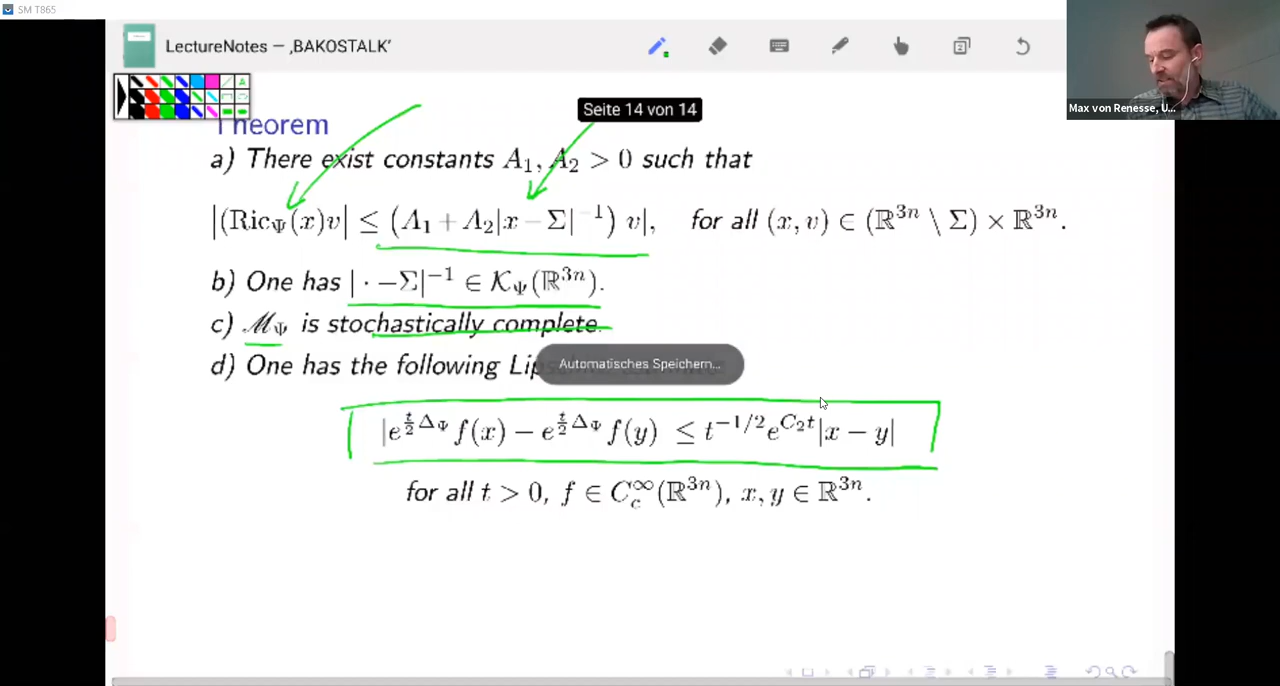 SM T865
LectureNotes – ‚BAKOSTALK‘
Max von Renesse, U...
Seite 14 von 14
Theorem
a) There exist constants A₁, A₂ > 0 such that
|(Ric_Ψ(x)v| ≤ (A₁ + A₂|x − Σ|⁻¹) v|, for all (x, v) ∈ (ℝ³ⁿ \ Σ) × ℝ³ⁿ.
b) One has | · −Σ|⁻¹ ∈ 𝒦_Ψ(ℝ³ⁿ).
c) ℳ_Ψ is stochastically complete.
d) One has the following
Automatisches Speichern...
|e^{t/2 Δ_Ψ} f(x) − e^{t/2 Δ_Ψ} f(y) ≤ t^{−1/2}e^{C₂t}|x − y|
for all t > 0, f ∈ C_c^∞(ℝ³ⁿ), x, y ∈ ℝ³ⁿ.